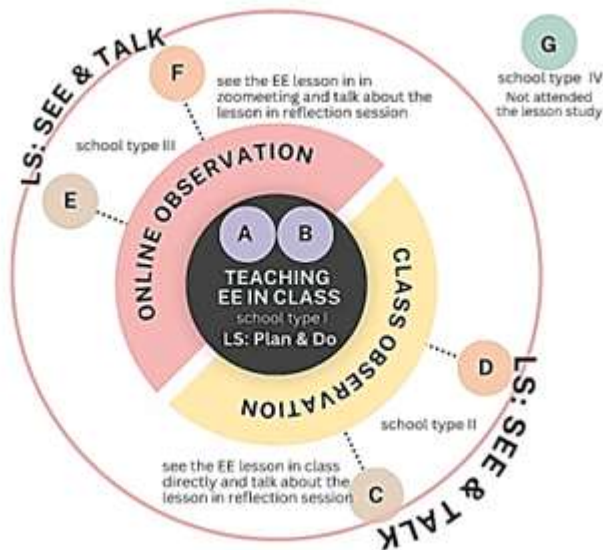 LS: SEE & TALK
F
see the EE lesson in in
zoomeeting and talk about the
lesson in reflection session
G
school type IV
Not attended
the lesson study
school type III
E
ONLINE OBSERVATION
A
B
TEACHING
EE IN CLASS
school type I
LS: Plan & Do
CLASS OBSERVATION
D
school type II
see the EE lesson in class
directly and talk about the
lesson in reflection session
C
LS: SEE & TALK